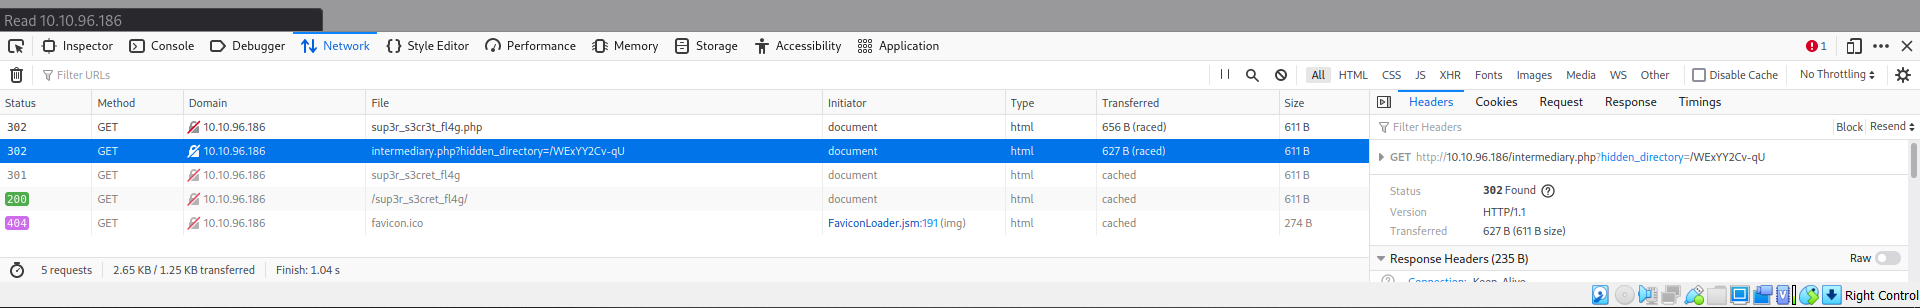 Read 10.10.96.186
Inspector Console Debugger Network Style Editor Performance Memory Storage Accessibility Application 1
Filter URLs All HTML CSS JS XHR Fonts Images Media WS Other Disable Cache No Throttling
Status Method Domain File Initiator Type Transferred Size
302 GET 10.10.96.186 sup3r_s3cr3t_fl4g.php document html 656 B (raced) 611 B
302 GET 10.10.96.186 intermediary.php?hidden_directory=/WExYY2Cv-qU document html 627 B (raced) 611 B
301 GET 10.10.96.186 sup3r_s3cret_fl4g document html cached 611 B
200 GET 10.10.96.186 /sup3r_s3cret_fl4g/ document html cached 611 B
404 GET 10.10.96.186 favicon.ico FaviconLoader.jsm:191 (img) html cached 274 B
5 requests 2.65 KB / 1.25 KB transferred Finish: 1.04 s
Headers Cookies Request Response Timings
Filter Headers Block Resend
GET http://10.10.96.186/intermediary.php?hidden_directory=/WExYY2Cv-qU
Status 302 Found
Version HTTP/1.1
Transferred 627 B (611 B size)
Response Headers (235 B) Raw
Connection: Keep-Alive
Right Control